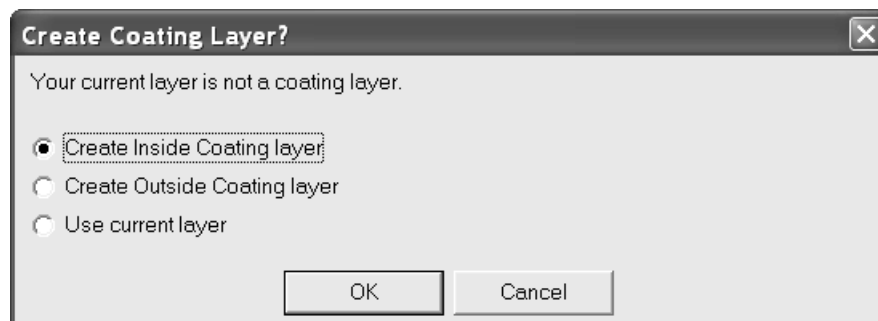 Create Coating Layer?
Your current layer is not a coating layer.
Create Inside Coating layer
Create Outside Coating layer
Use current layer
OK Cancel